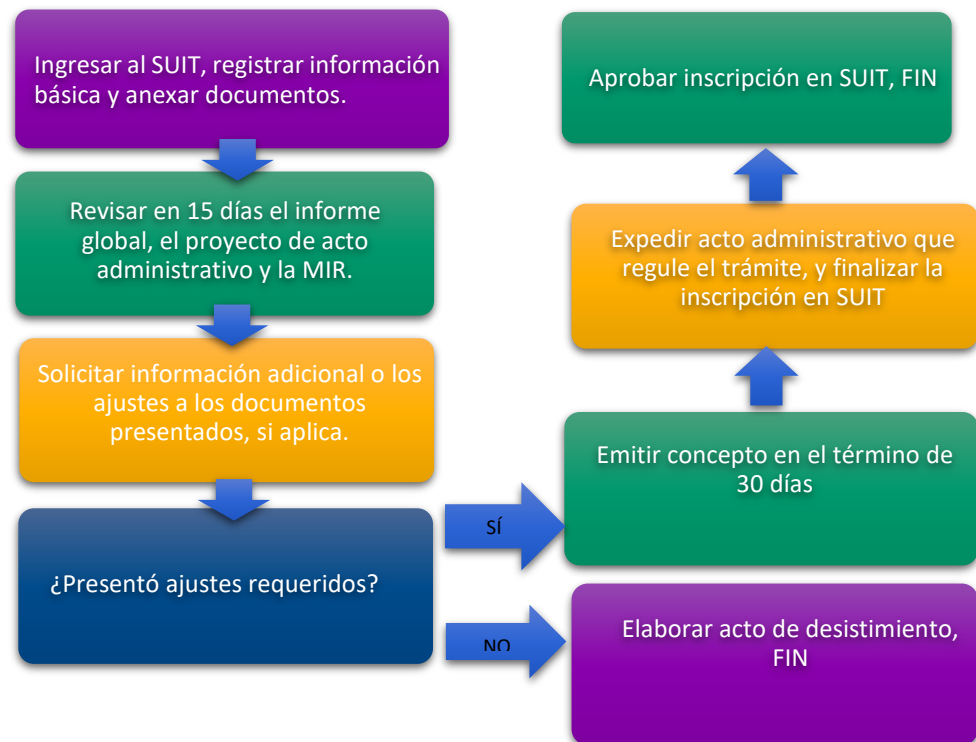 Ingresar al SUIT, registrar información
básica y anexar documentos.
Revisar en 15 días el informe
global, el proyecto de acto
administrativo y la MIR.
Solicitar información adicional o los
ajustes a los documentos
presentados, si aplica.
¿Presentó ajustes requeridos?
SÍ
Emitir concepto en el término de
30 días
Expedir acto administrativo que
regule el trámite, y finalizar la
inscripción en SUIT
Aprobar inscripción en SUIT, FIN
NO
Elaborar acto de desistimiento,
FIN